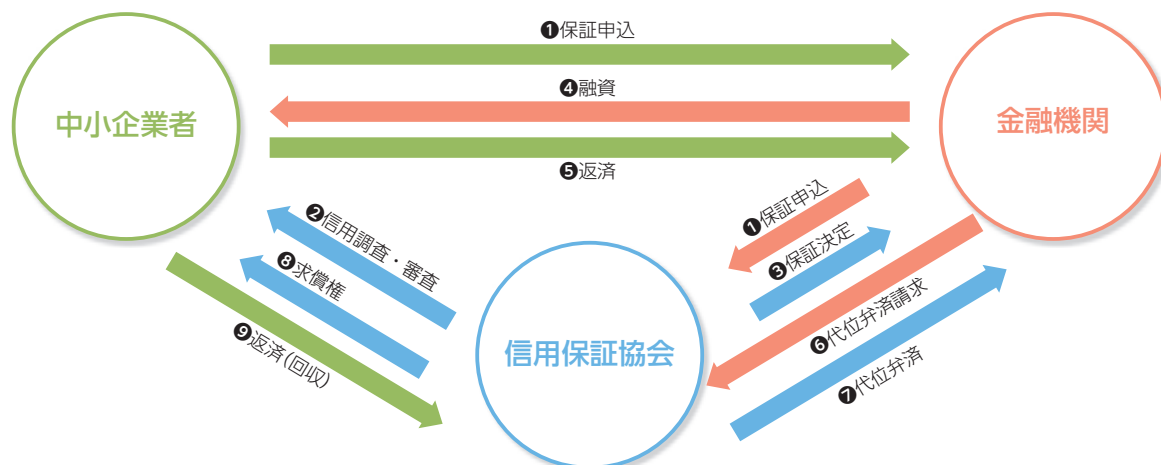 ❶保証申込
❹融資
中小企業者
金融機関
❺返済
❶保証申込
❷信用調査・審査
❸保証決定
❽求償権
❻代位弁済請求
❾返済(回収)
信用保証協会
❼代位弁済